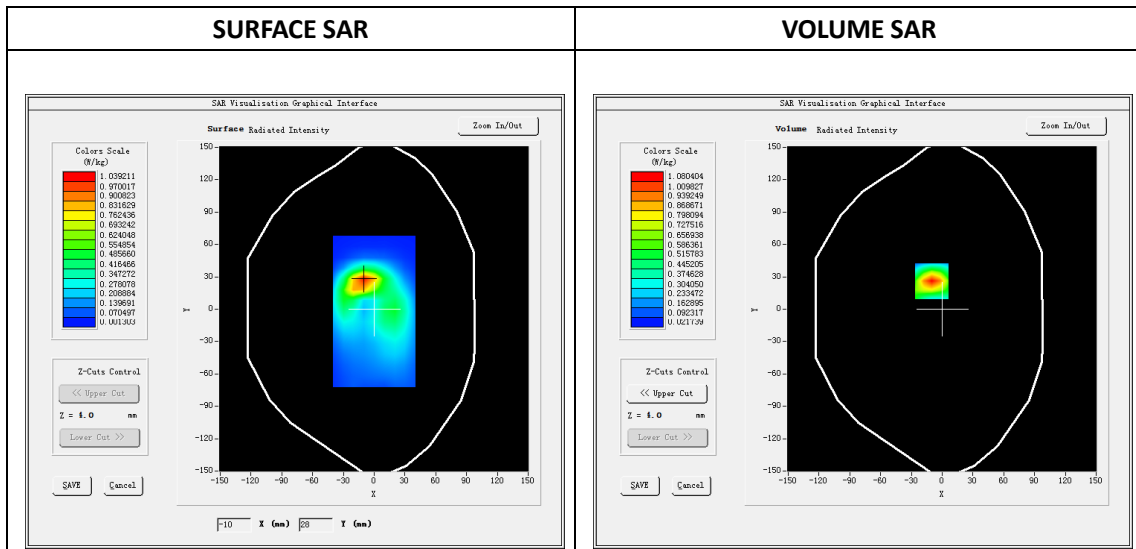 SURFACE SAR
VOLUME SAR
SAR Visualisation Graphical Interface
Surface Radiated Intensity
Zoom In/Out
Colors Scale
(W/kg)
1.039211
0.970017
0.900823
0.831629
0.762436
0.693242
0.624048
0.554854
0.485660
0.416466
0.347272
0.278078
0.208884
0.139691
0.070497
0.001303
150
120
90
60
30
0
-30
-60
-90
-120
-150
Y
-150 -120 -90 -60 -30 0 30 60 90 120 150
X
Z-Cuts Control
<< Upper Cut
Z = 4.0 mm
Lower Cut >>
SAVE
Cancel
-10 X (mm) 28 Y (mm)
SAR Visualisation Graphical Interface
Volume Radiated Intensity
Zoom In/Out
Colors Scale
(W/kg)
1.080404
1.009827
0.939249
0.868671
0.798094
0.727516
0.656938
0.586361
0.515783
0.445205
0.374628
0.304050
0.233472
0.162895
0.092317
0.021739
150
120
90
60
30
0
-30
-60
-90
-120
-150
Y
-150 -120 -90 -60 -30 0 30 60 90 120 150
X
Z-Cuts Control
<< Upper Cut
Z = 4.0 mm
Lower Cut >>
SAVE
Cancel